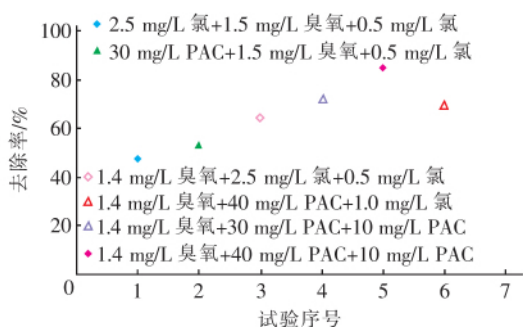 100
80
60
40
20
0
去除率/%
2.5 mg/L 氯+1.5 mg/L 臭氧+0.5 mg/L 氯
30 mg/L PAC+1.5 mg/L 臭氧+0.5 mg/L 氯
1.4 mg/L 臭氧+2.5 mg/L 氯+0.5 mg/L 氯
1.4 mg/L 臭氧+40 mg/L PAC+1.0 mg/L 氯
1.4 mg/L 臭氧+30 mg/L PAC+10 mg/L PAC
1.4 mg/L 臭氧+40 mg/L PAC+10 mg/L PAC
1 2 3 4 5 6
试验序号